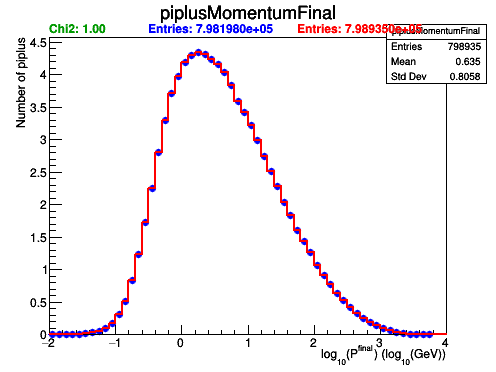 piplusMomentumFinal
Chi2: 1.00 Entries: 7.981980e+05 Entries: 7.989350e+05
piplusMomentumFinal
Entries 798935
Mean 0.635
Std Dev 0.8058
Number of piplus
4.5
4
3.5
3
2.5
2
1.5
1
0.5
0
−2 −1 0 1 2 3 4
log10(Pfinal) (log10(GeV))